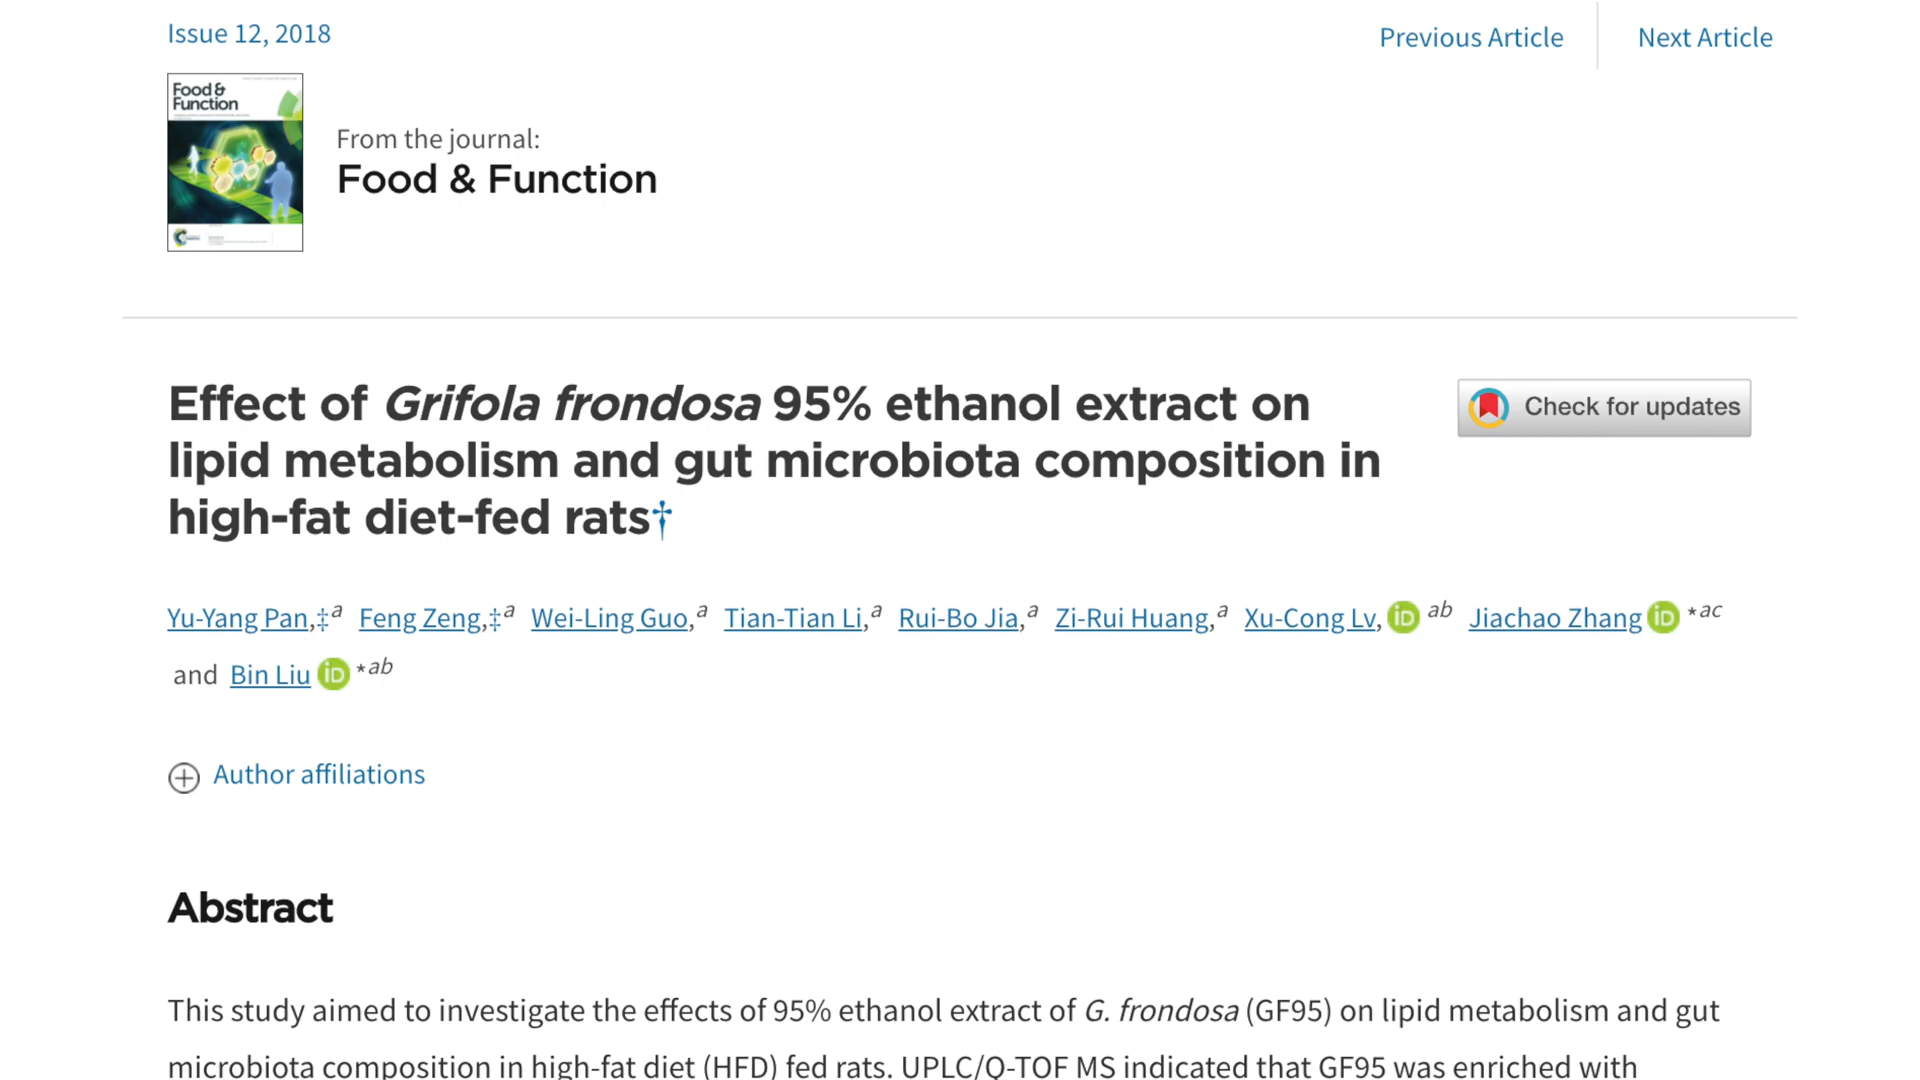 Issue 12, 2018
Previous Article
Next Article
Food &
Function
From the journal:
Food & Function
Effect of Grifola frondosa 95% ethanol extract on
lipid metabolism and gut microbiota composition in
high-fat diet-fed rats†
Check for updates
Yu-Yang Pan,‡a Feng Zeng,‡a Wei-Ling Guo,a Tian-Tian Li,a Rui-Bo Jia,a Zi-Rui Huang,a Xu-Cong Lv, iD ab Jiachao Zhang iD *ac
and Bin Liu iD *ab
Author affiliations
Abstract
This study aimed to investigate the effects of 95% ethanol extract of G. frondosa (GF95) on lipid metabolism and gut
microbiota composition in high-fat diet (HFD) fed rats. UPLC/Q-TOF MS indicated that GF95 was enriched with